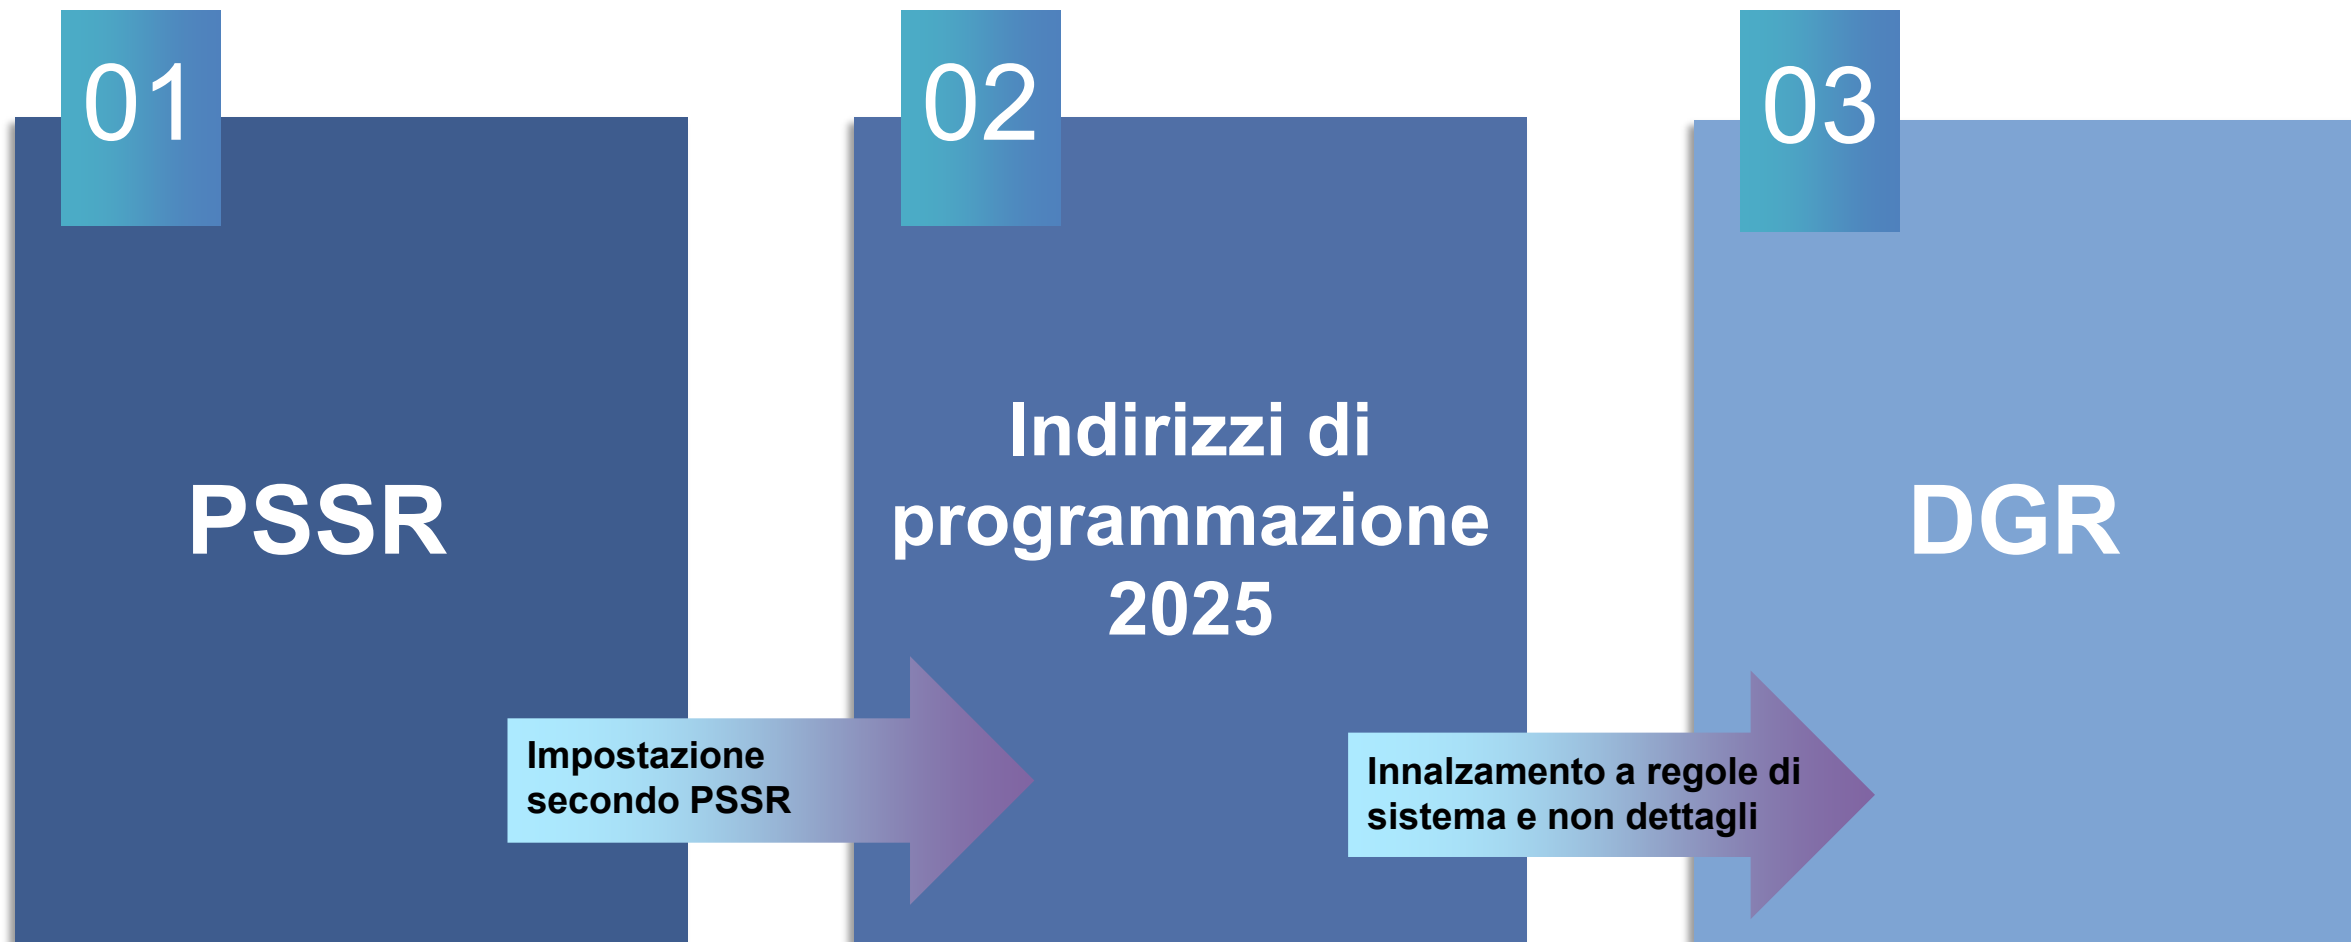 01
PSSR
Impostazione
secondo PSSR
02
Indirizzi di
programmazione
2025
Innalzamento a regole di
sistema e non dettagli
03
DGR